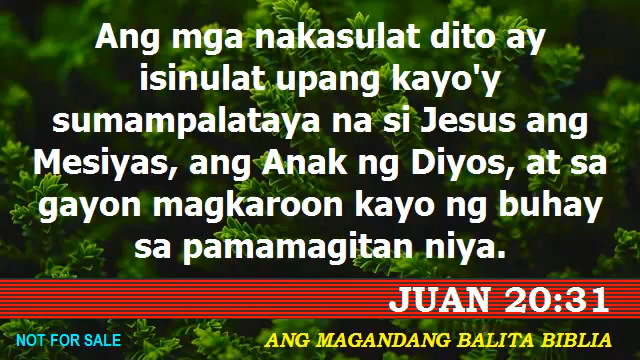 Ang mga nakasulat dito ay
isinulat upang kayo'y
sumampalataya na si Jesus ang
Mesiyas, ang Anak ng Diyos, at sa
gayon magkaroon kayo ng buhay
sa pamamagitan niya.
JUAN 20:31
NOT FOR SALE
ANG MAGANDANG BALITA BIBLIA